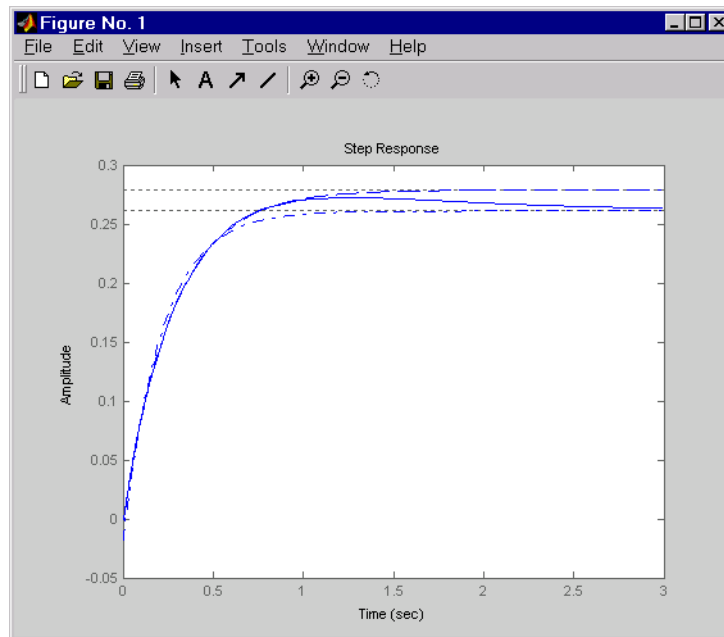 Figure No. 1
File Edit View Insert Tools Window Help
A
Step Response
0.3
0.25
0.2
0.15
0.1
0.05
0
-0.05
Amplitude
0 0.5 1 1.5 2 2.5 3
Time (sec)